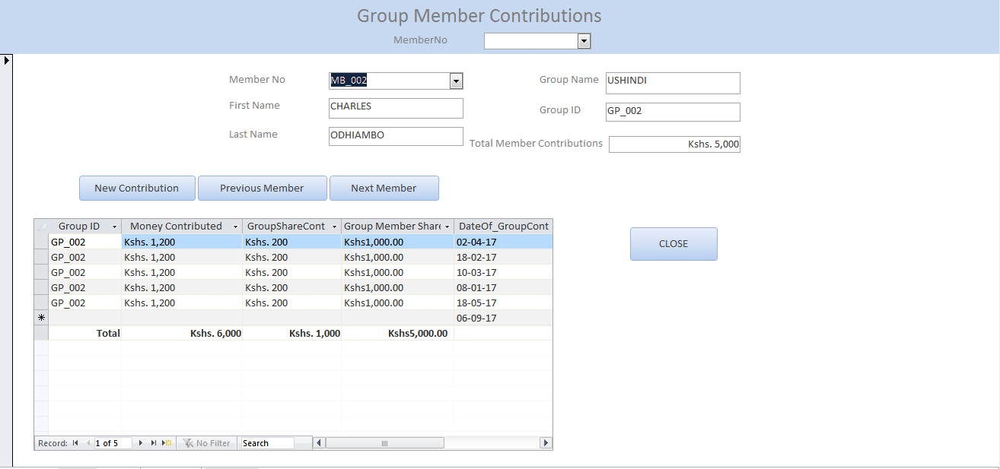 Group Member Contributions
MemberNo
Member No MB_002 Group Name USHINDI
First Name CHARLES Group ID GP_002
Last Name ODHIAMBO Total Member Contributions Kshs. 5,000
New Contribution Previous Member Next Member
Group ID Money Contributed GroupShareCont Group Member Share DateOf_GroupCont
GP_002 Kshs. 1,200 Kshs. 200 Kshs1,000.00 02-04-17
CLOSE
GP_002 Kshs. 1,200 Kshs. 200 Kshs1,000.00 18-02-17
GP_002 Kshs. 1,200 Kshs. 200 Kshs1,000.00 10-03-17
GP_002 Kshs. 1,200 Kshs. 200 Kshs1,000.00 08-01-17
GP_002 Kshs. 1,200 Kshs. 200 Kshs1,000.00 18-05-17
06-09-17
Total Kshs. 6,000 Kshs. 1,000 Kshs5,000.00
Record: 1 of 5 No Filter Search